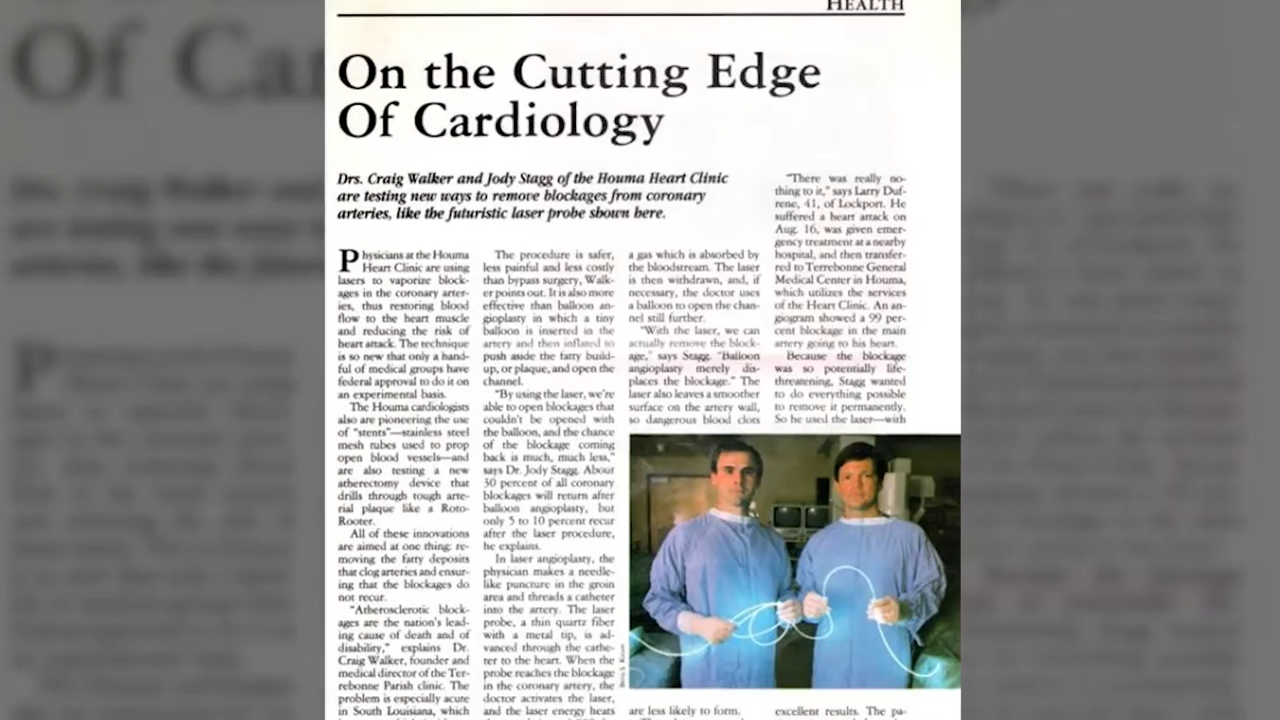 HEALTH
On the Cutting Edge
Of Cardiology
Drs. Craig Walker and Jody Stagg of the Houma Heart Clinic
are testing new ways to remove blockages from coronary
arteries, like the futuristic laser probe shown here.
Physicians at the Houma
Heart Clinic are using
lasers to vaporize block-
ages in the coronary arter-
ies, thus restoring blood
flow to the heart muscle
and reducing the risk of
heart attack. The technique
is so new that only a hand-
ful of medical groups have
federal approval to do it on
an experimental basis.
The Houma cardiologists
also are pioneering the use
of "stents"—stainless steel
mesh tubes used to prop
open blood vessels—and
are also testing a new
atherectomy device that
drills through tough arte-
rial plaque like a Roto-
Rooter.
All of these innovations
are aimed at one thing: re-
moving the fatty deposits
that clog arteries and ensur-
ing that the blockages do
not recur.
"Atherosclerotic block-
ages are the nation's lead-
ing cause of death and of
disability," explains Dr.
Craig Walker, founder and
medical director of the Ter-
rebonne Parish clinic. The
problem is especially acute
in South Louisiana, which
The procedure is safer,
less painful and less costly
than bypass surgery, Walk-
er points out. It is also more
effective than balloon an-
gioplasty in which a tiny
balloon is inserted in the
artery and then inflated to
push aside the fatty build-
up, or plaque, and open the
channel.
"By using the laser, we're
able to open blockages that
couldn't be opened with
the balloon, and the chance
of the blockage coming
back is much, much less,"
says Dr. Jody Stagg. About
30 percent of all coronary
blockages will return after
balloon angioplasty, but
only 5 to 10 percent recur
after the laser procedure,
he explains.
In laser angioplasty, the
physician makes a needle-
like puncture in the groin
area and threads a catheter
into the artery. The laser
probe, a thin quartz fiber
with a metal tip, is ad-
vanced through the cathe-
ter to the heart. When the
probe reaches the blockage
in the coronary artery, the
doctor activates the laser,
and the laser energy heats
a gas which is absorbed by
the bloodstream. The laser
is then withdrawn, and, if
necessary, the doctor uses
a balloon to open the chan-
nel still further.
"With the laser, we can
actually remove the block-
age," says Stagg. "Balloon
angioplasty merely dis-
places the blockage." The
laser also leaves a smoother
surface on the artery wall,
so dangerous blood clots
are less likely to form.
"There was really no-
thing to it," says Larry Duf-
rene, 41, of Lockport. He
suffered a heart attack on
Aug. 16, was given emer-
gency treatment at a nearby
hospital, and then transfer-
red to Terrebonne General
Medical Center in Houma,
which utilizes the services
of the Heart Clinic. An an-
giogram showed a 99 per-
cent blockage in the main
artery going to his heart.
Because the blockage
was so potentially life-
threatening, Stagg wanted
to do everything possible
to remove it permanently.
So he used the laser—with
excellent results. The pa-